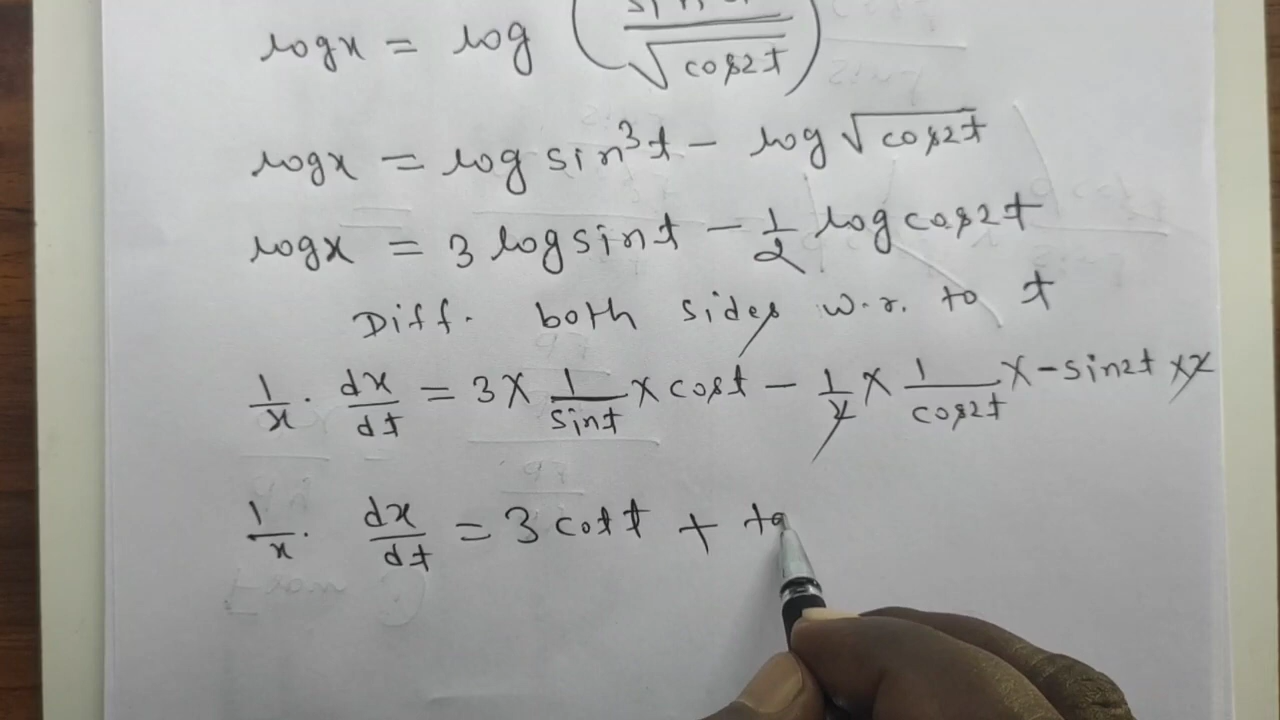 log x = log ( / √cos2t )
log x = log sin³t − log √cos2t
log x = 3 log sin t − 1/2 log cos2t
Diff. both sides w.r. to t
1/x · dx/dt = 3 × 1/sin t × cos t − 1/2 × 1/cos2t × −sin2t × 2
1/x · dx/dt = 3 cot t + ta